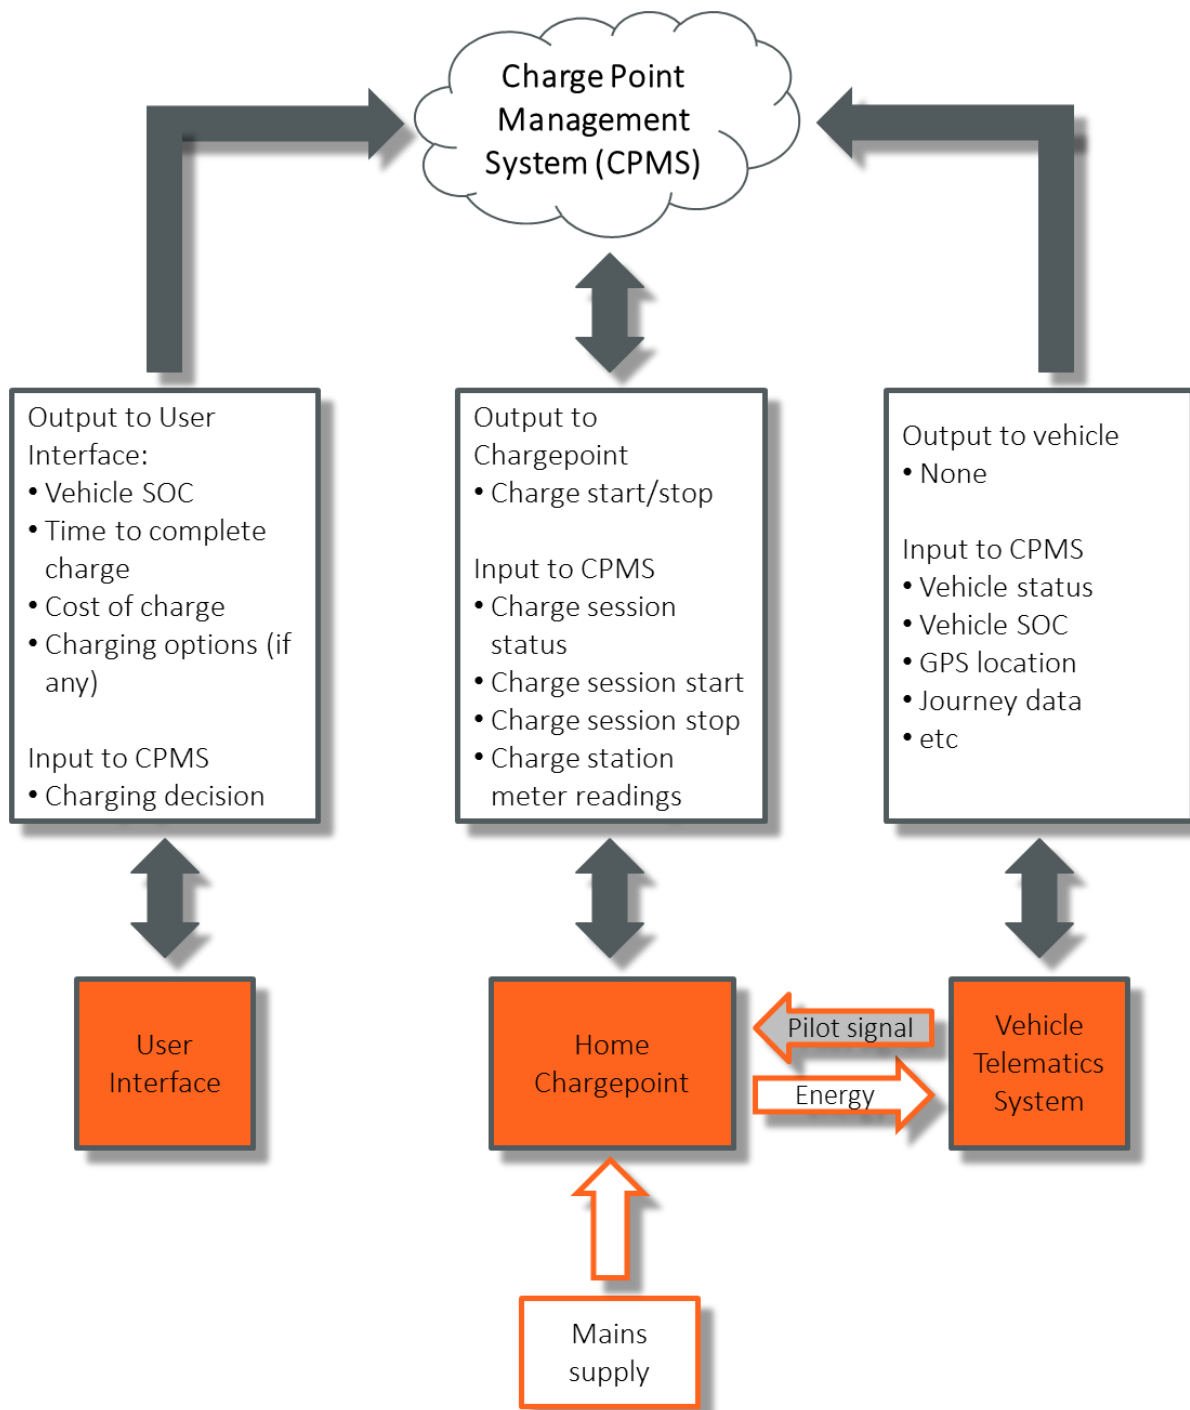 Charge Point
Management
System (CPMS)
Output to User
Interface:
• Vehicle SOC
• Time to complete
charge
• Cost of charge
• Charging options (if
any)
Input to CPMS
• Charging decision
Output to
Chargepoint
• Charge start/stop
Input to CPMS
• Charge session
status
• Charge session start
• Charge session stop
• Charge station
meter readings
Output to vehicle
• None
Input to CPMS
• Vehicle status
• Vehicle SOC
• GPS location
• Journey data
• etc
User
Interface
Home
Chargepoint
Pilot signal
Energy
Vehicle
Telematics
System
Mains
supply